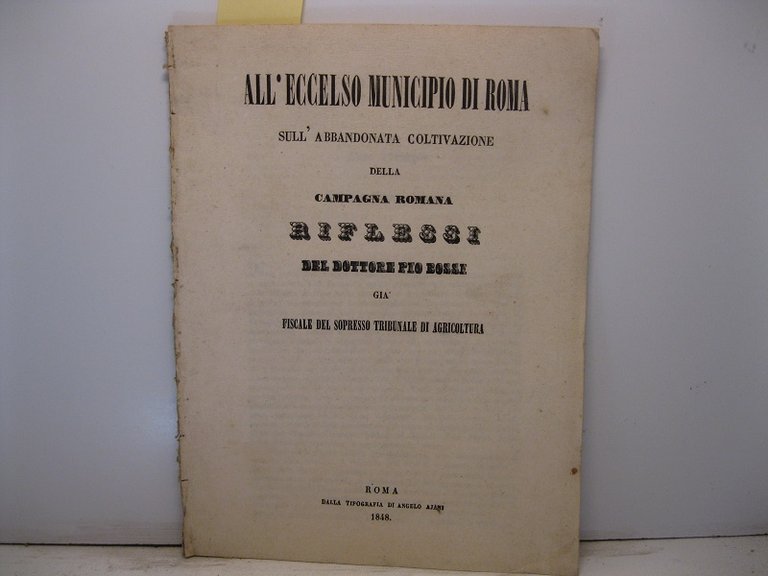 ALL'ECCELSO MUNICIPIO DI ROMA
SULL'ABBANDONATA COLTIVAZIONE
DELLA
CAMPAGNA ROMANA
RIFLESSI
DEL DOTTORE PIO BOSSI
GIA'
FISCALE DEL SOPRESSO TRIBUNALE DI AGRICOLTURA
ROMA
DALLA TIPOGRAFIA DI ANGELO AJANI
1848.